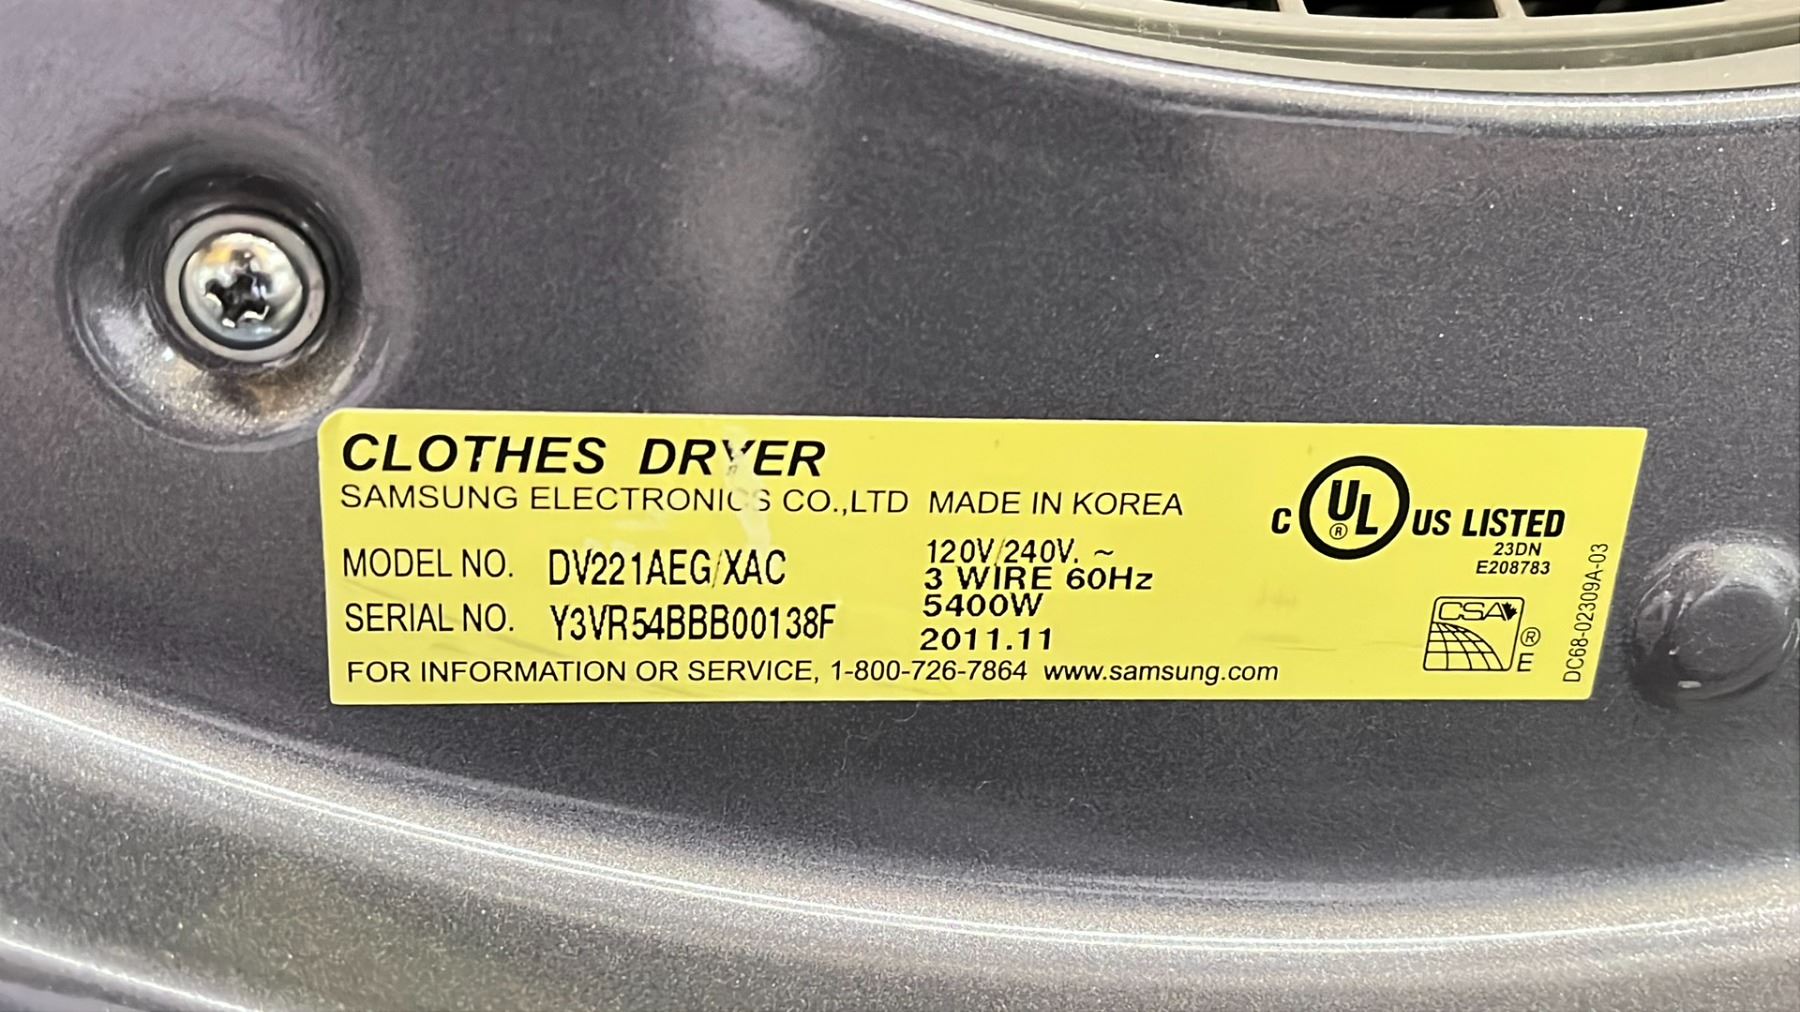 CLOTHES DRYER
SAMSUNG ELECTRONICS CO.,LTD MADE IN KOREA
MODEL NO. DV221AEG/XAC
SERIAL NO. Y3VR54BBB00138F
120V/240V. ~
3 WIRE 60Hz
5400W
2011.11
FOR INFORMATION OR SERVICE, 1-800-726-7864 www.samsung.com
C UL ® US LISTED
23DN
E208783
CSA ®
E
DC68-02309A-03